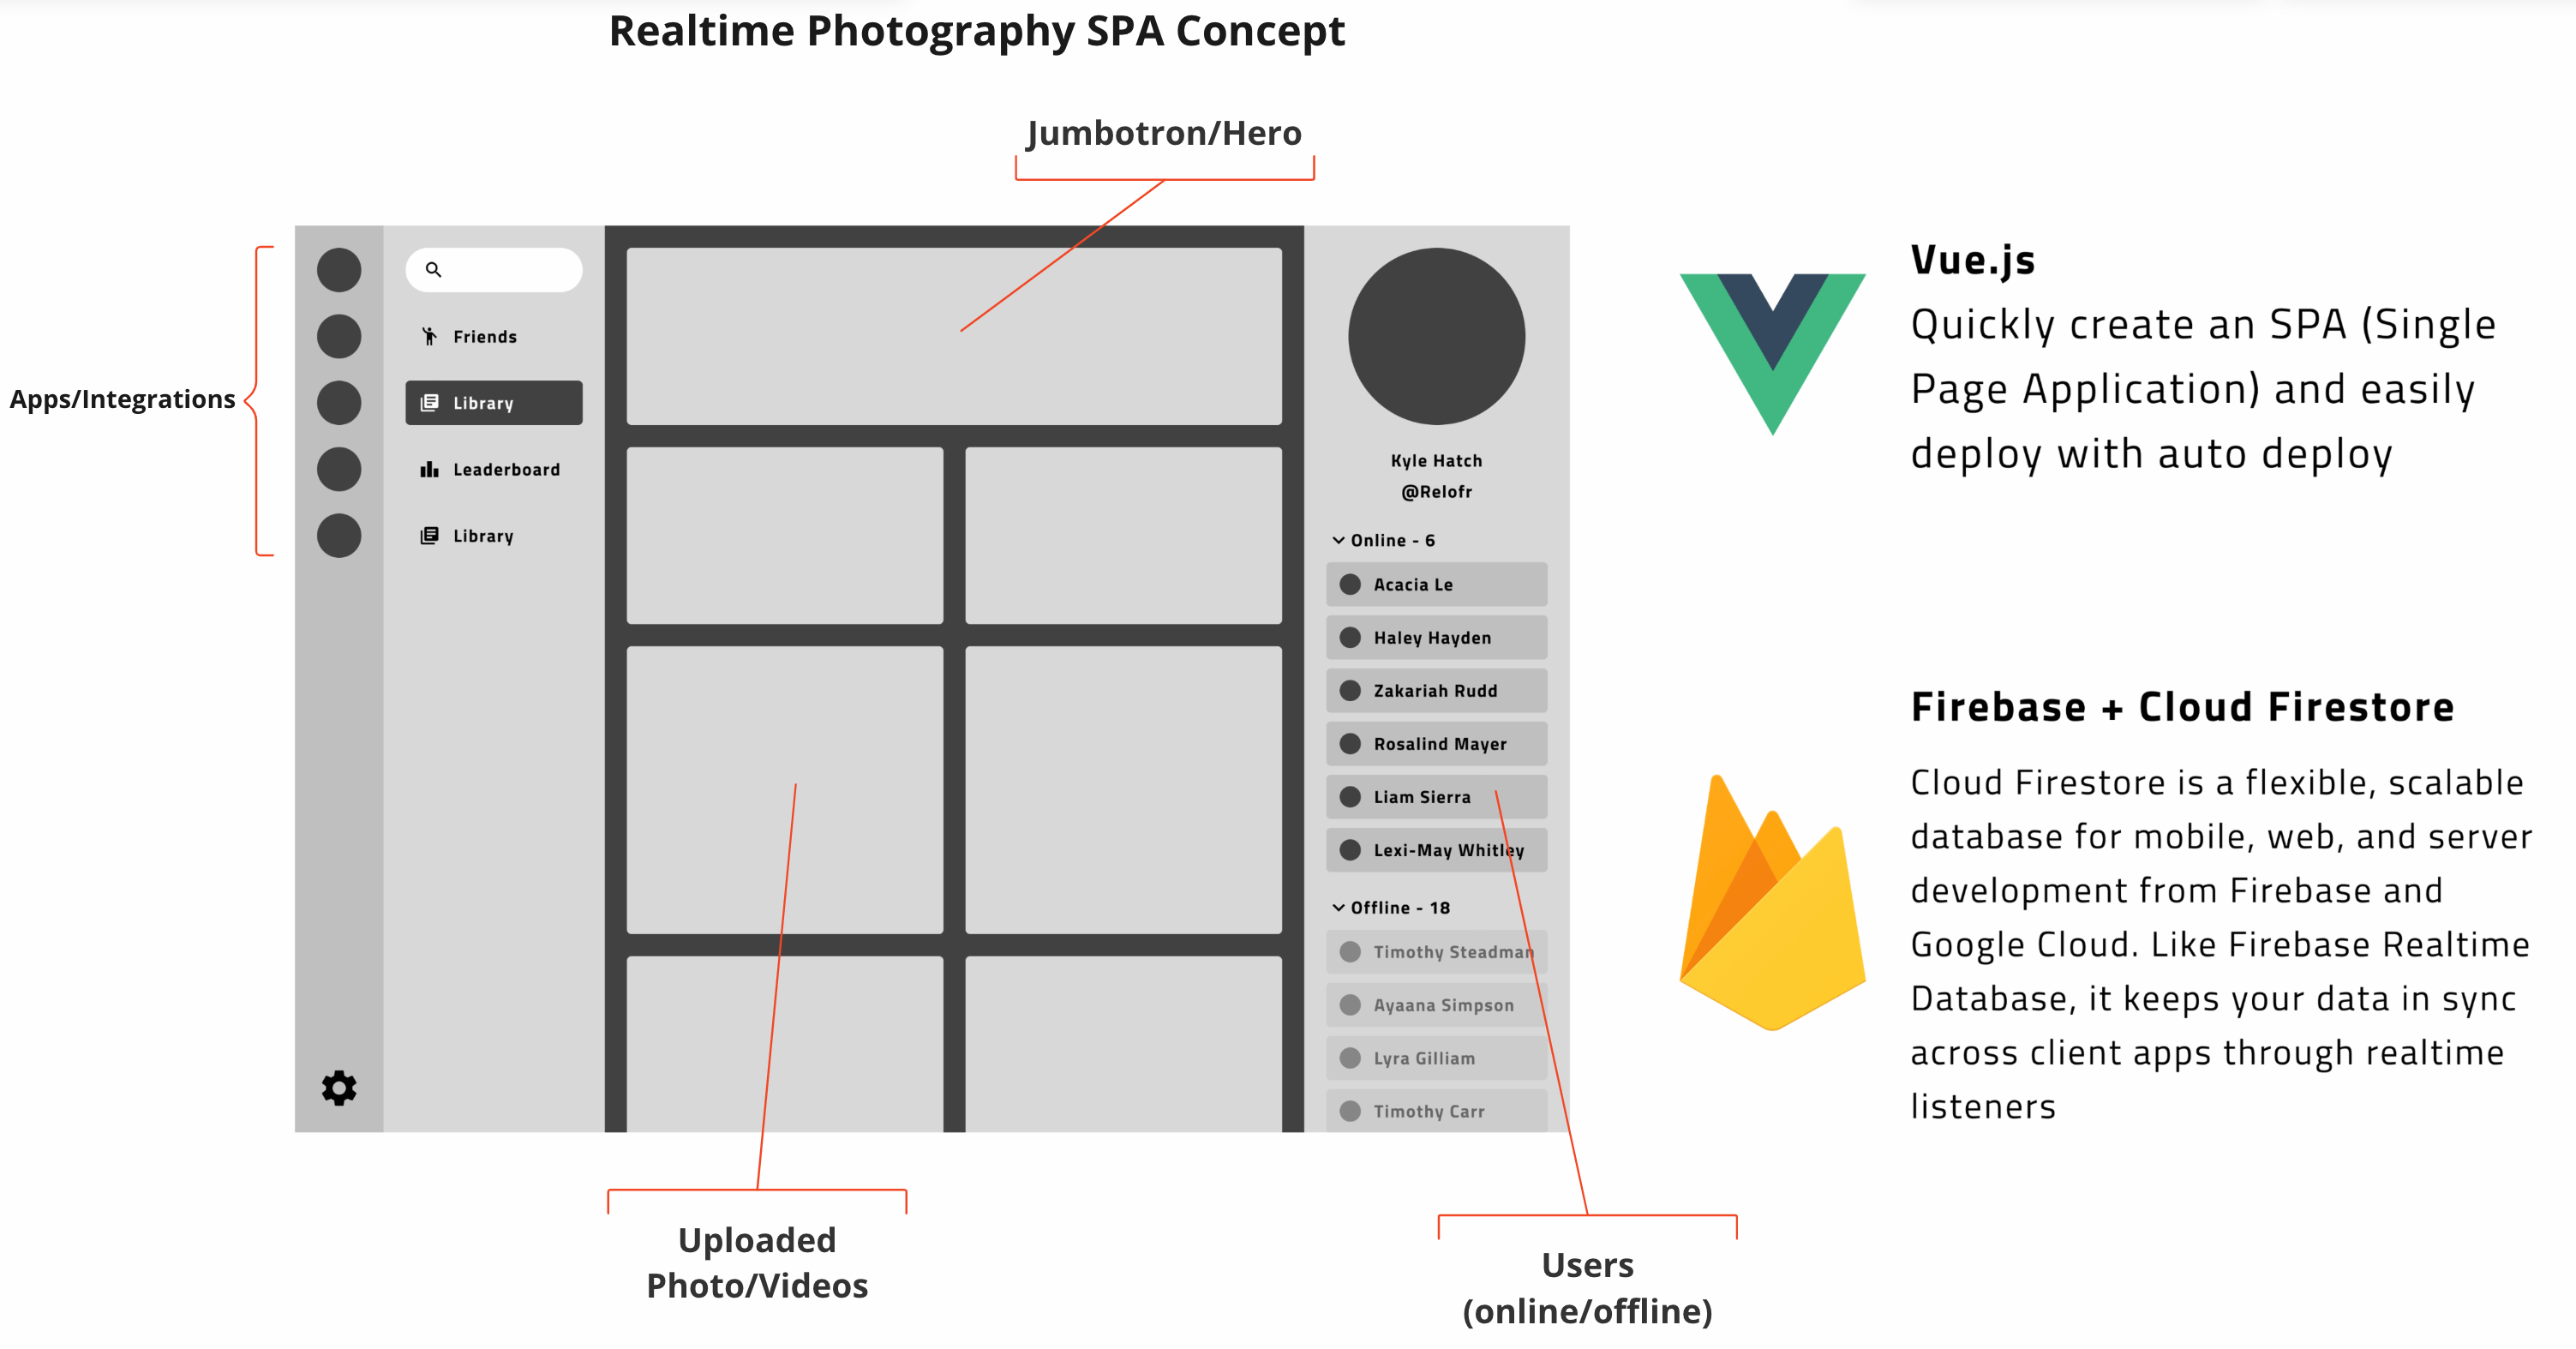 Realtime Photography SPA Concept
Jumbotron/Hero
Apps/Integrations
Friends
Library
Leaderboard
Library
Kyle Hatch
@Relofr
Online - 6
Acacia Le
Haley Hayden
Zakariah Rudd
Rosalind Mayer
Liam Sierra
Lexi-May Whitley
Offline - 18
Timothy Steadman
Ayaana Simpson
Lyra Gilliam
Timothy Carr
Uploaded
Photo/Videos
Users
(online/offline)
Vue.js
Quickly create an SPA (Single
Page Application) and easily
deploy with auto deploy
Firebase + Cloud Firestore
Cloud Firestore is a flexible, scalable
database for mobile, web, and server
development from Firebase and
Google Cloud. Like Firebase Realtime
Database, it keeps your data in sync
across client apps through realtime
listeners